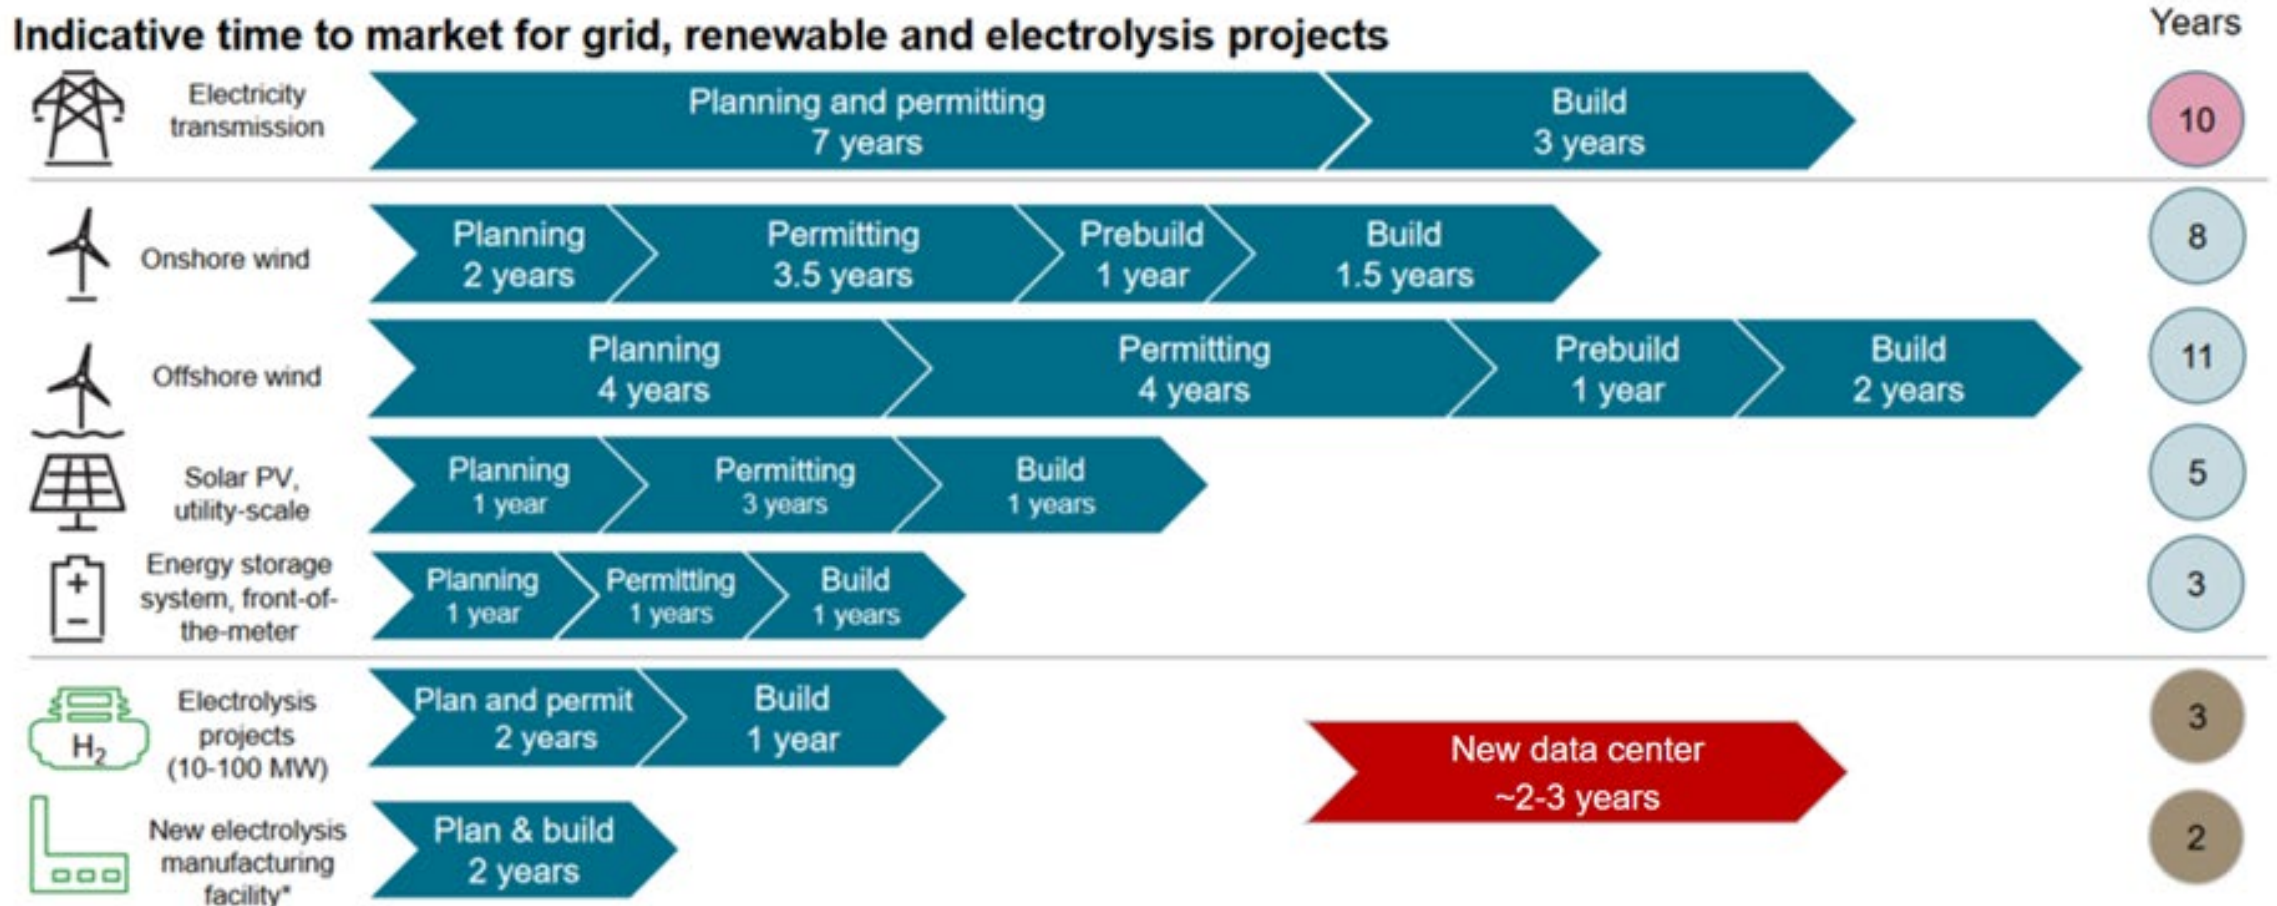 Indicative time to market for grid, renewable and electrolysis projects
Years
Electricity
transmission
Planning and permitting
7 years
Build
3 years
10
Onshore wind
Planning
2 years
Permitting
3.5 years
Prebuild
1 year
Build
1.5 years
8
Offshore wind
Planning
4 years
Permitting
4 years
Prebuild
1 year
Build
2 years
11
Solar PV,
utility-scale
Planning
1 year
Permitting
3 years
Build
1 years
5
Energy storage
system, front-of-
the-meter
Planning
1 year
Permitting
1 years
Build
1 years
3
H₂
Electrolysis
projects
(10-100 MW)
Plan and permit
2 years
Build
1 year
3
New data center
~2-3 years
New electrolysis
manufacturing
facility*
Plan & build
2 years
2